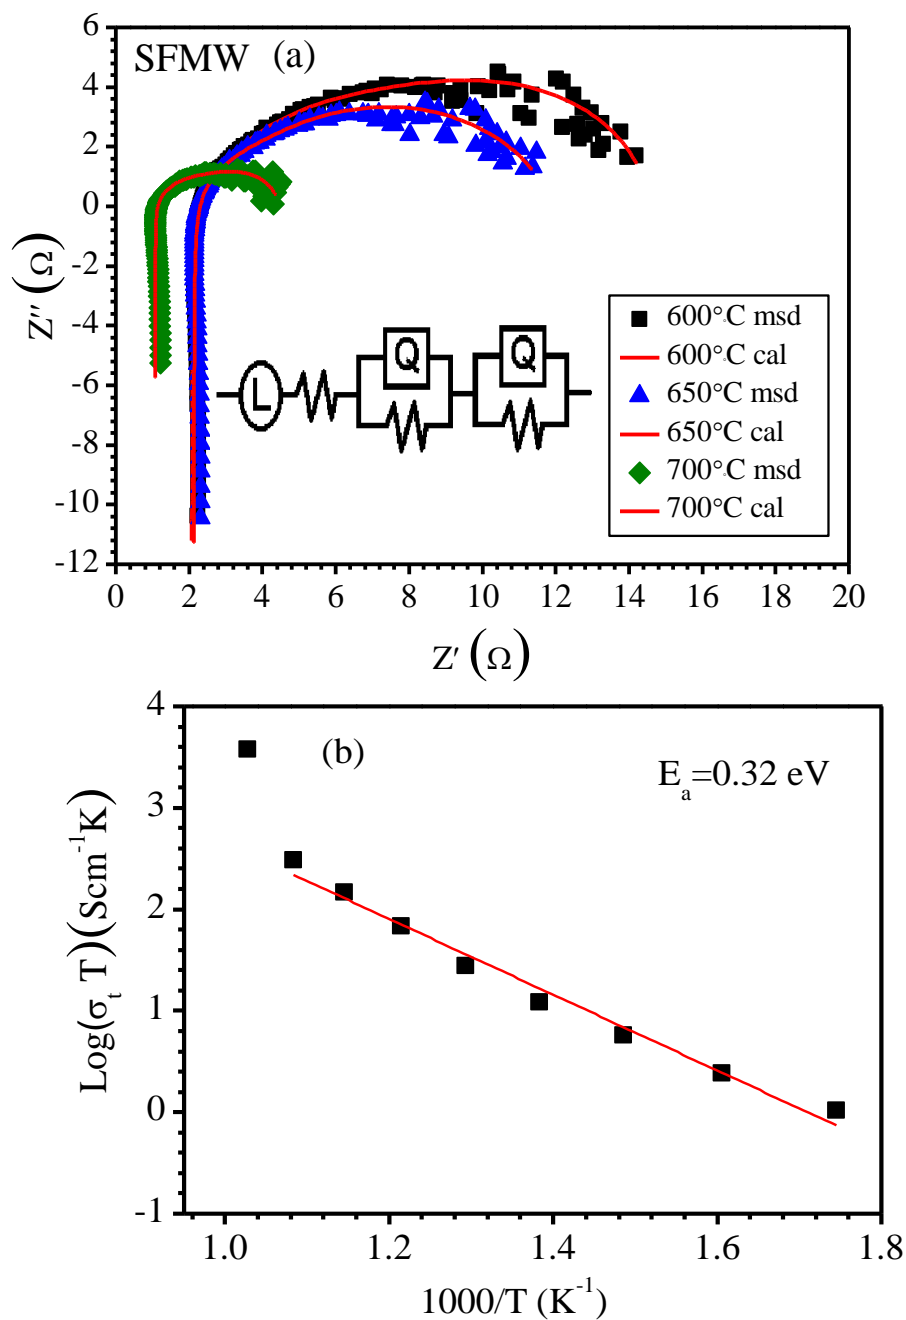 SFMW (a)
6
4
2
0
-2
-4
-6
-8
-10
-12
Z'' (Ω)
L
Q
Q
600°C msd
600°C cal
650°C msd
650°C cal
700°C msd
700°C cal
0 2 4 6 8 10 12 14 16 18 20
Z' (Ω)
4
3
2
1
0
-1
(b)
Eₐ=0.32 eV
Log(σₜ T)(Scm⁻¹K)
1.0 1.2 1.4 1.6 1.8
1000/T (K⁻¹)